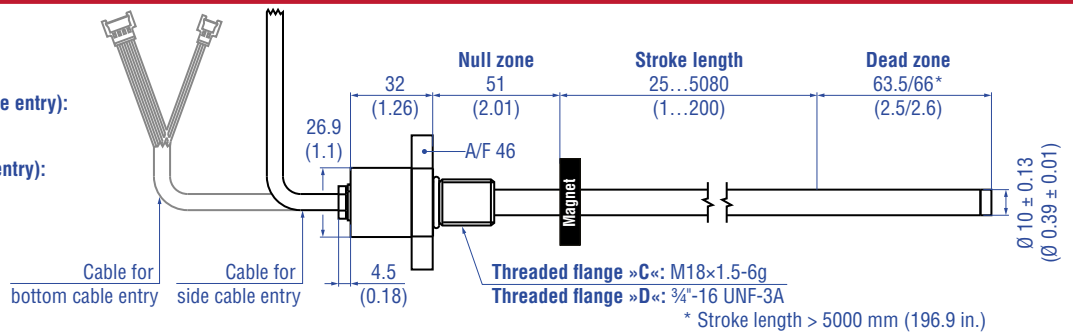 Null zone
Stroke length
Dead zone
32
51
25…5080
63.5/66*
(1.26)
(2.01)
(1…200)
(2.5/2.6)
e entry):
26.9
(1.1)
A/F 46
entry):
Magnet
Ø 10 ± 0.13
(Ø 0.39 ± 0.01)
Cable for
bottom cable entry
Cable for
side cable entry
4.5
(0.18)
Threaded flange »C«: M18×1.5-6g
Threaded flange »D«: ¾"-16 UNF-3A
* Stroke length > 5000 mm (196.9 in.)